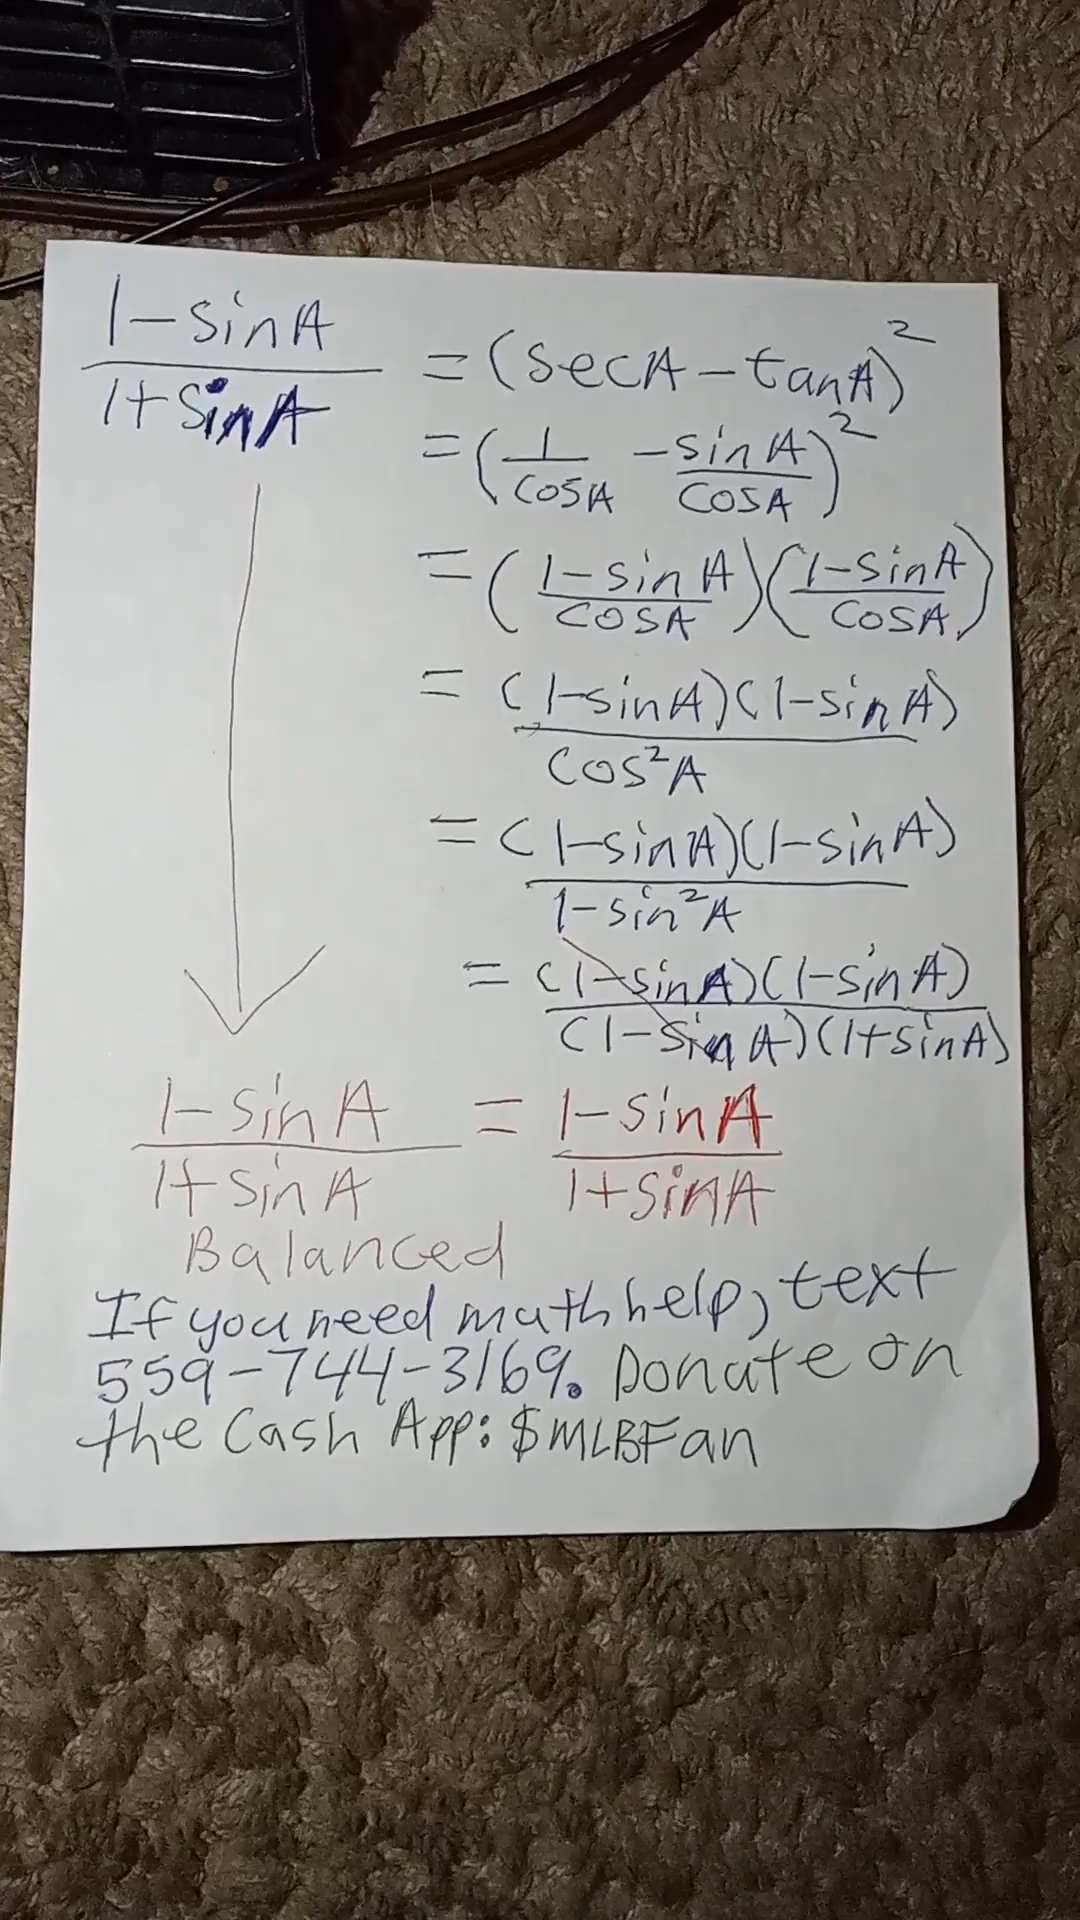 1-sinA
1+sinA
=(secA-tanA)²
=(1/cosA -sinA/cosA)²
=(1-sinA/cosA)(1-sinA/cosA)
=(1-sinA)(1-sinA)
cos²A
=(1-sinA)(1-sinA)
1-sin²A
=(1-sinA)(1-sinA)
(1-sinA)(1+sinA)
1-sinA = 1-sinA
1+sinA 1+sinA
Balanced
If you need math help, text
559-744-3169. Donate on
the Cash App: $MLBFan